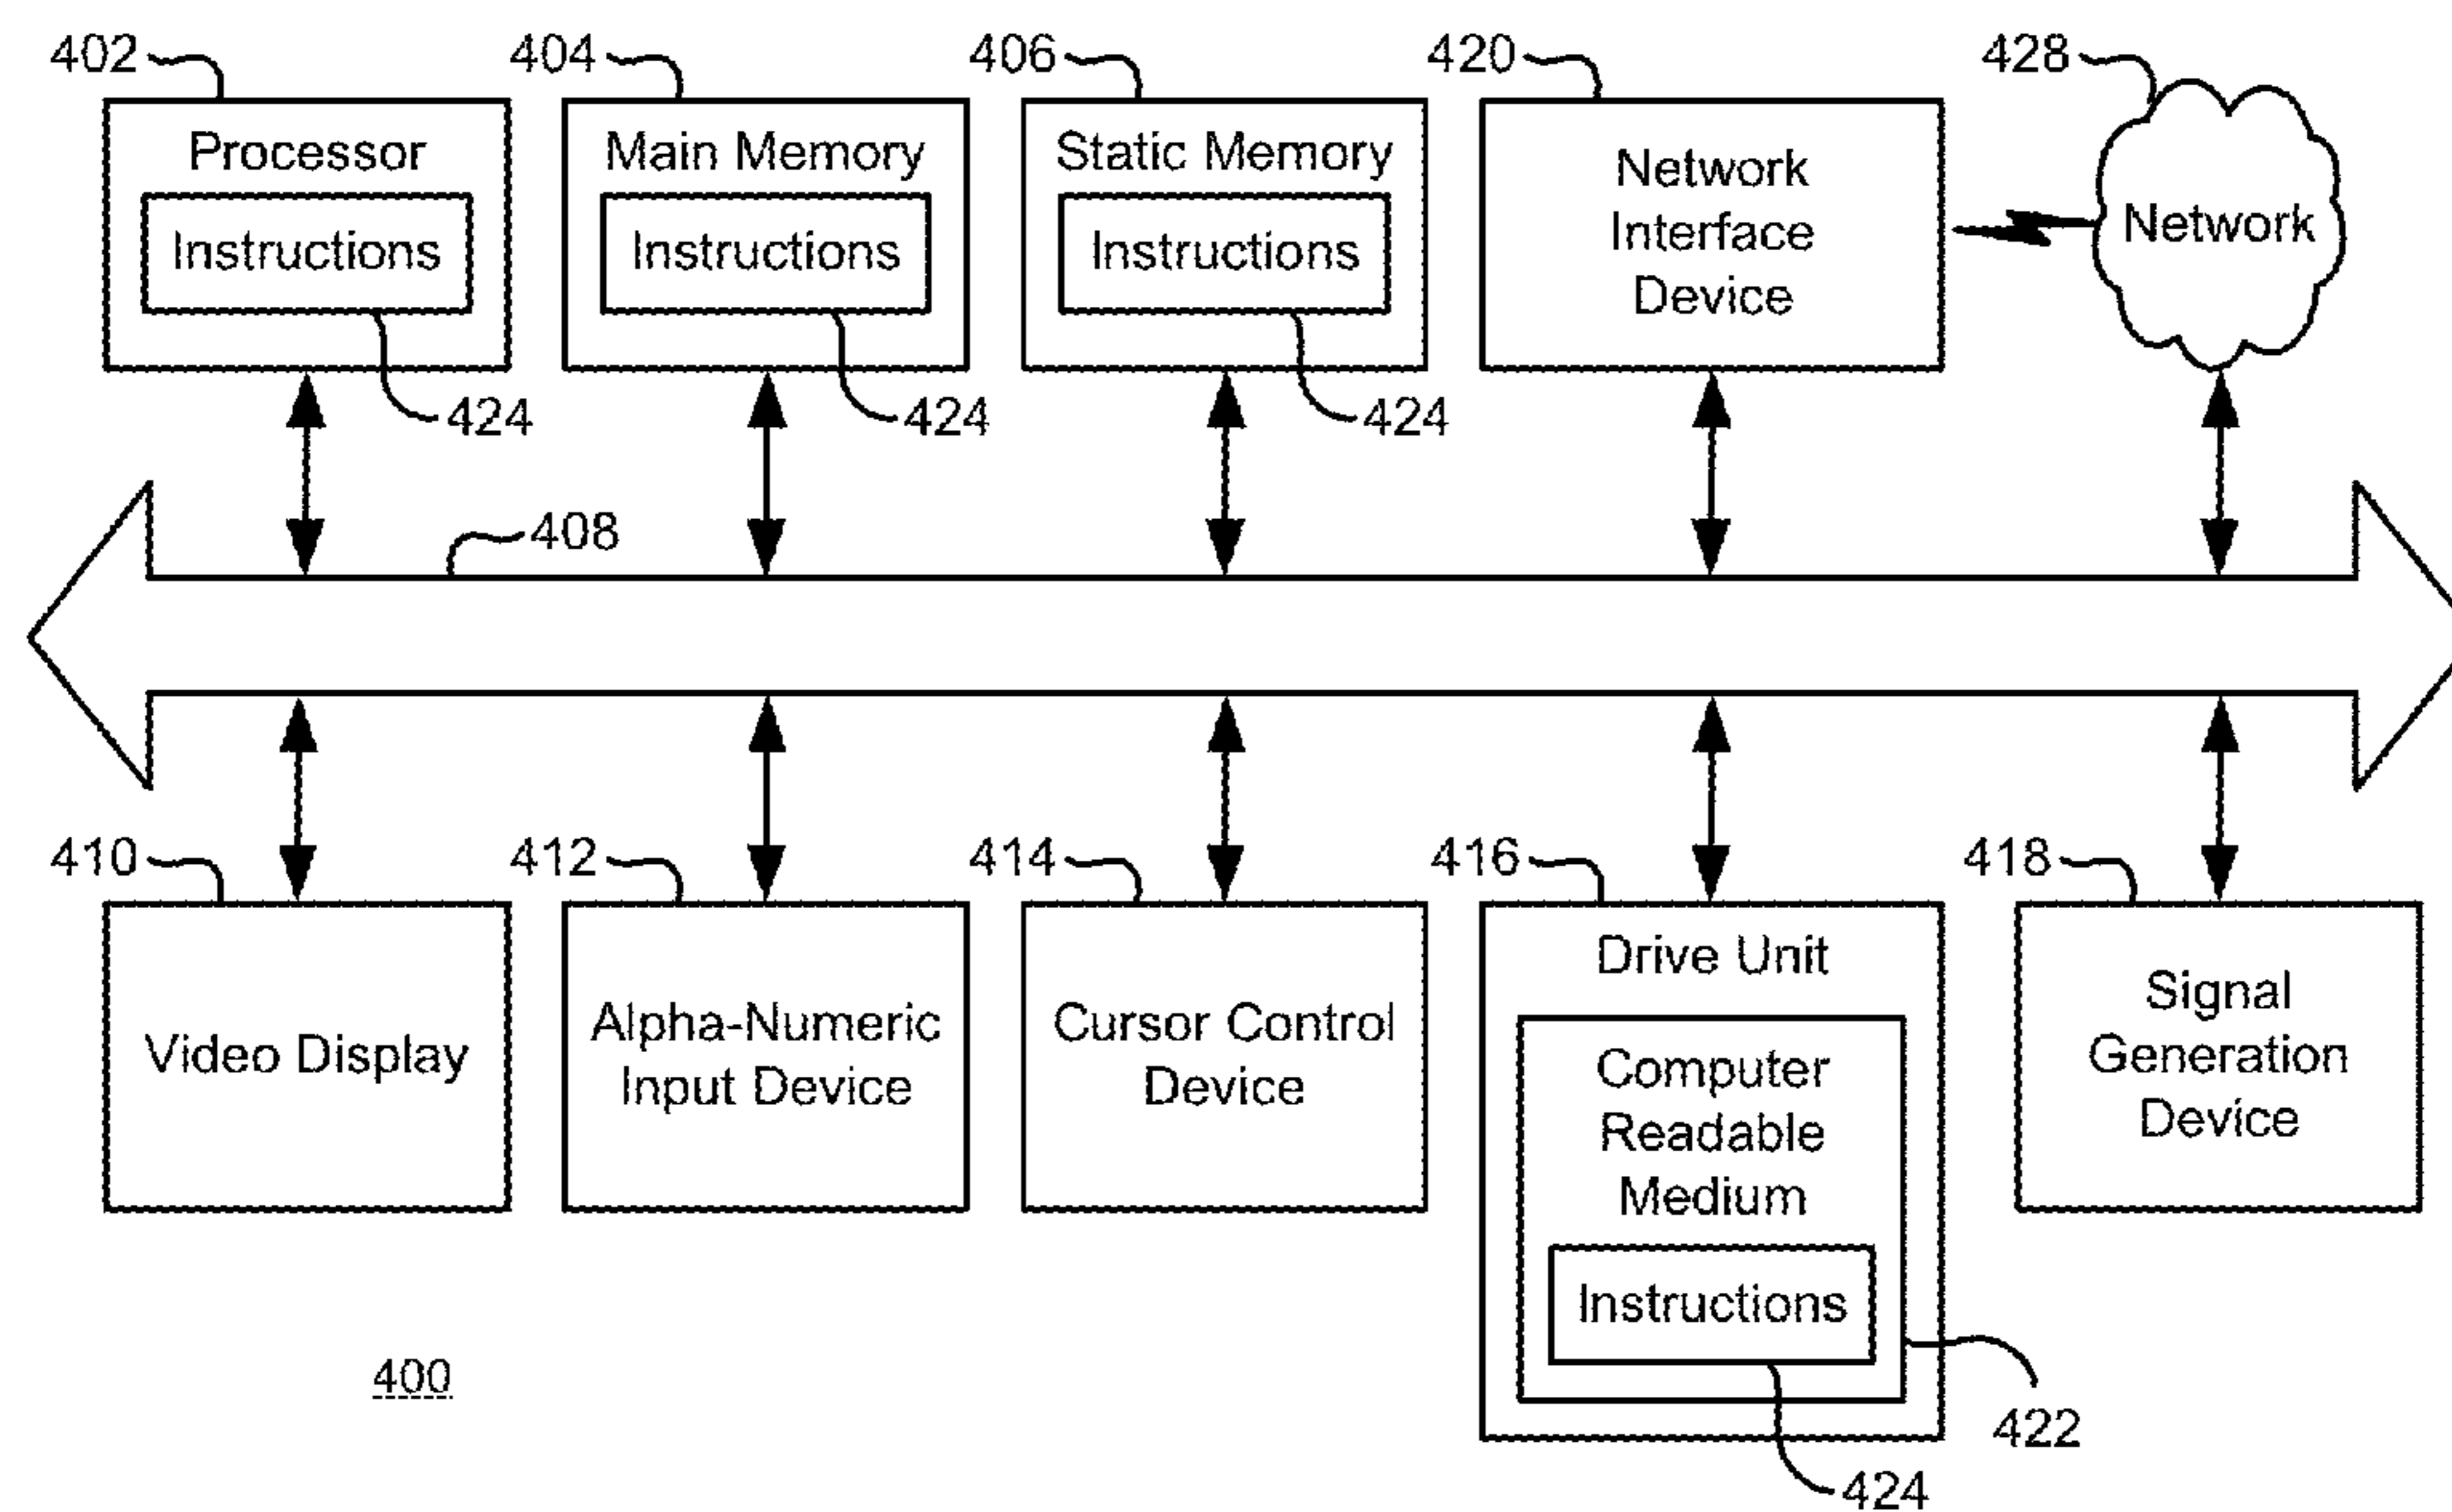 402
404
406
420
428
Processor
Instructions
424
Main Memory
Instructions
424
Static Memory
Instructions
424
Network
Interface
Device
Network
408
410
412
414
416
418
Video Display
Alpha-Numeric
Input Device
Cursor Control
Device
Drive Unit
Computer
Readable
Medium
Instructions
Signal
Generation
Device
400
422
424